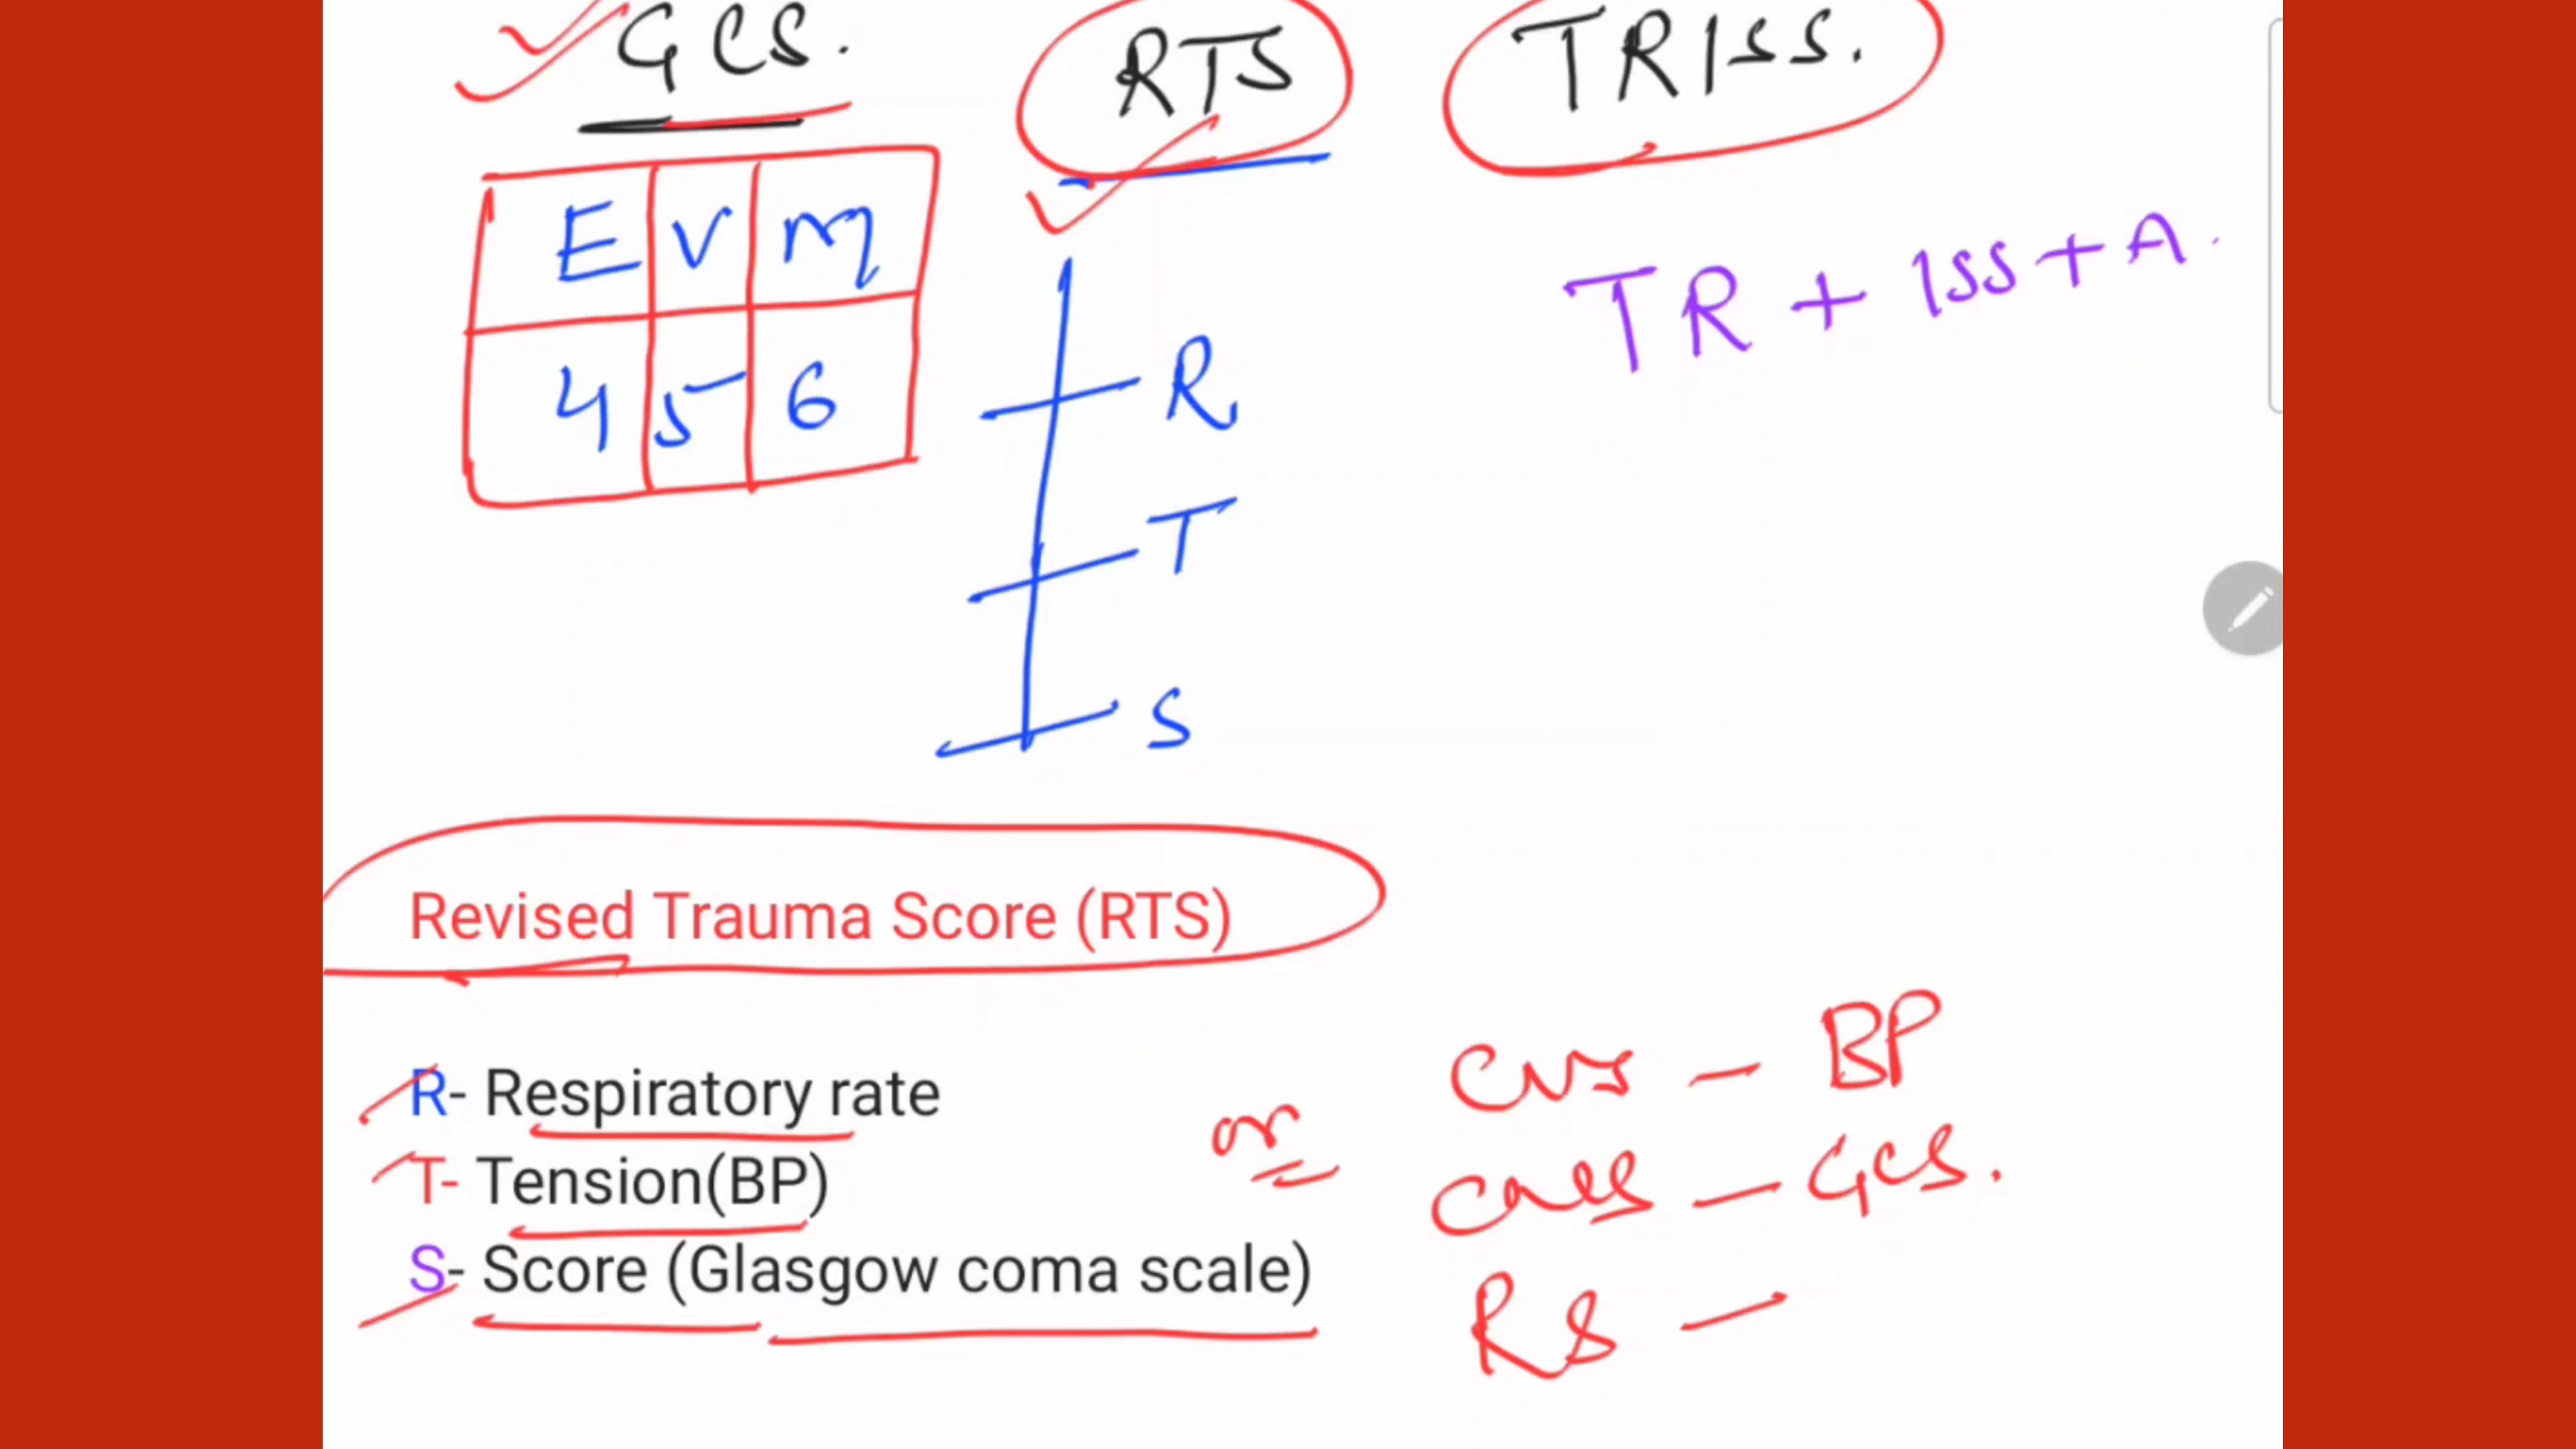 GCS. RTS TRISS.
E V M
4 5 6
TR + ISS + A.
R
T
S
Revised Trauma Score (RTS)
R- Respiratory rate
T- Tension(BP)
S- Score (Glasgow coma scale)
or
CVS - BP
CNS - GCS.
RS -